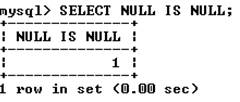 mysql> SELECT NULL IS NULL;
+--------------+
| NULL IS NULL |
+--------------+
|            1 |
+--------------+
1 row in set (0.00 sec)